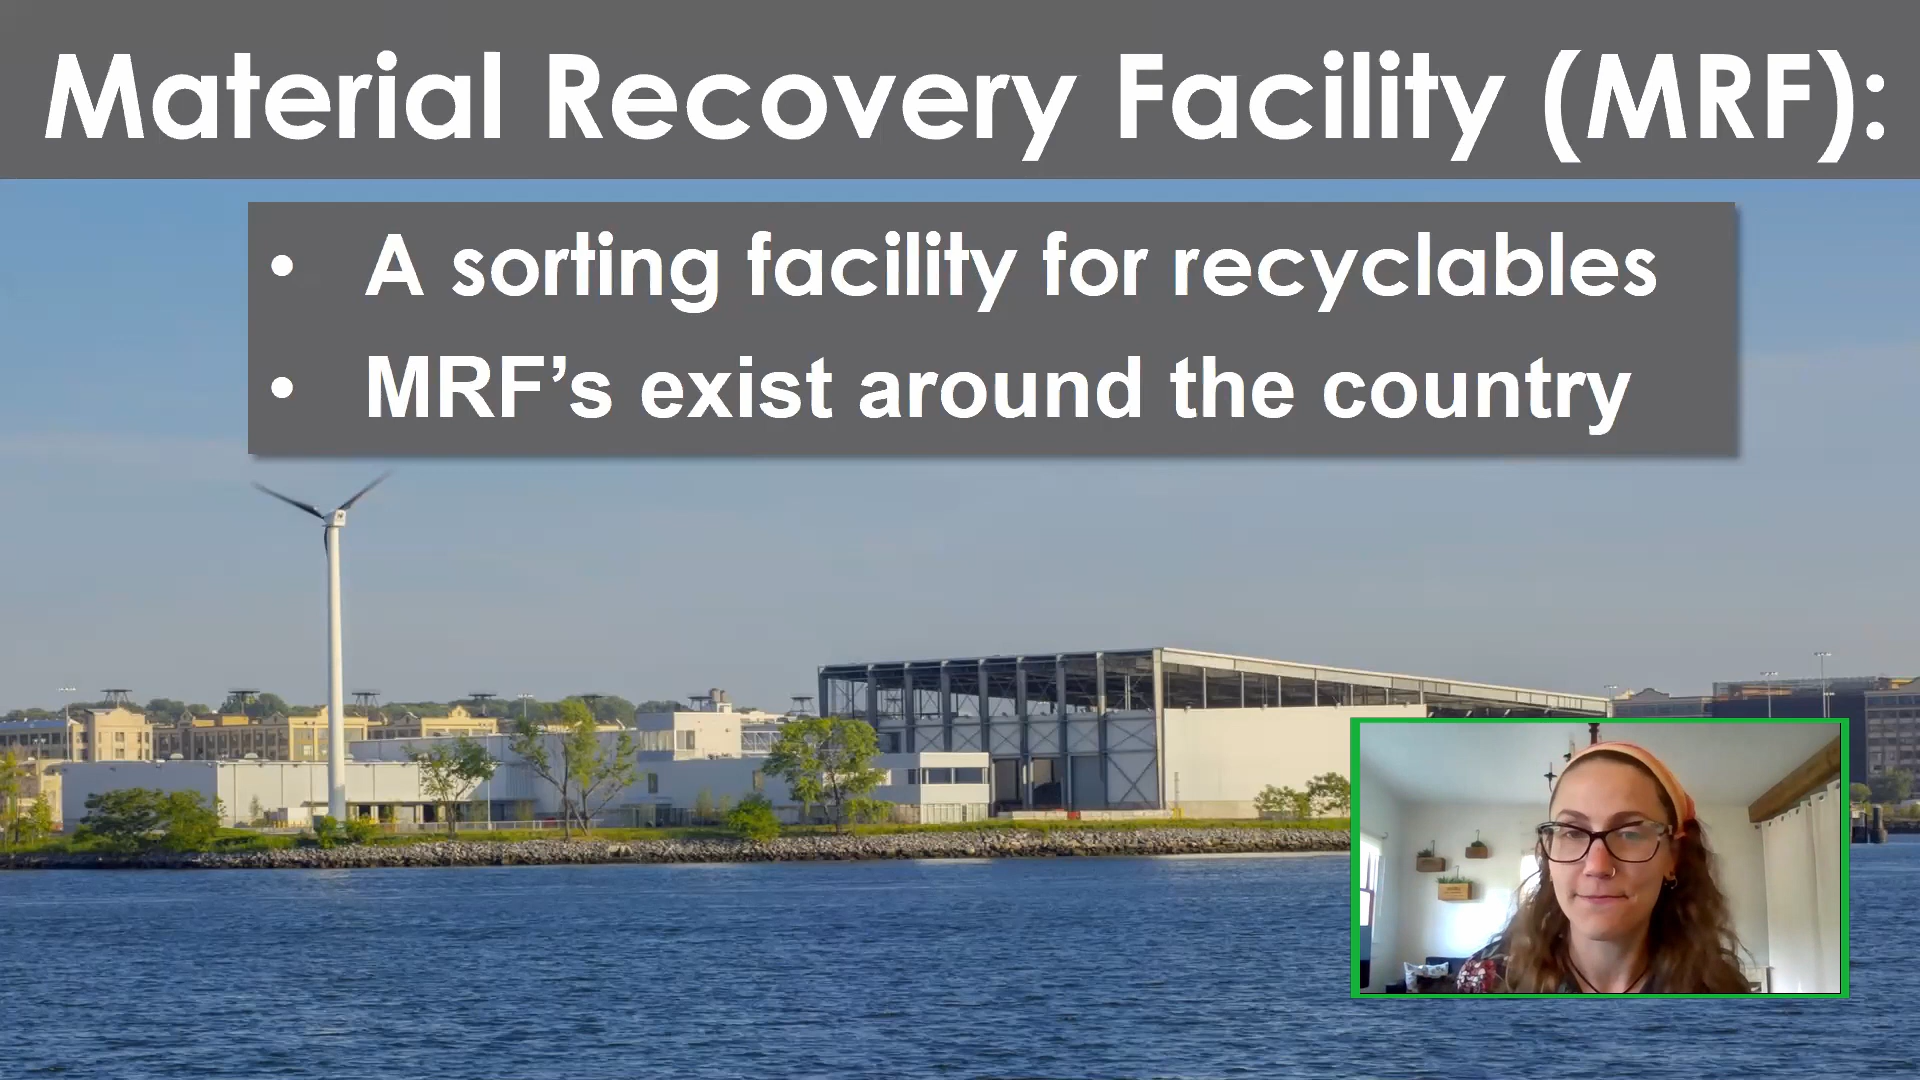 Material Recovery Facility (MRF):
• A sorting facility for recyclables
• MRF’s exist around the country